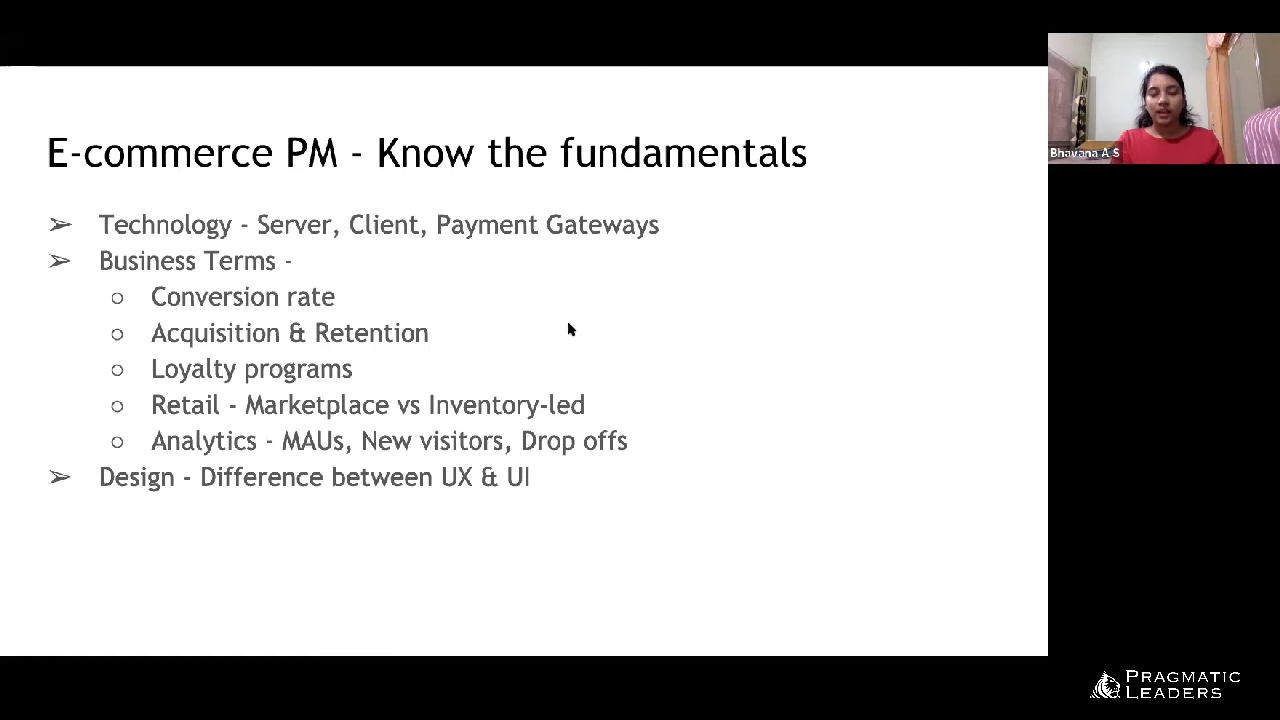 E-commerce PM - Know the fundamentals
➢ Technology - Server, Client, Payment Gateways
➢ Business Terms -
○ Conversion rate
○ Acquisition & Retention
○ Loyalty programs
○ Retail - Marketplace vs Inventory-led
○ Analytics - MAUs, New visitors, Drop offs
➢ Design - Difference between UX & UI
Bhavana A S
PRAGMATIC
LEADERS